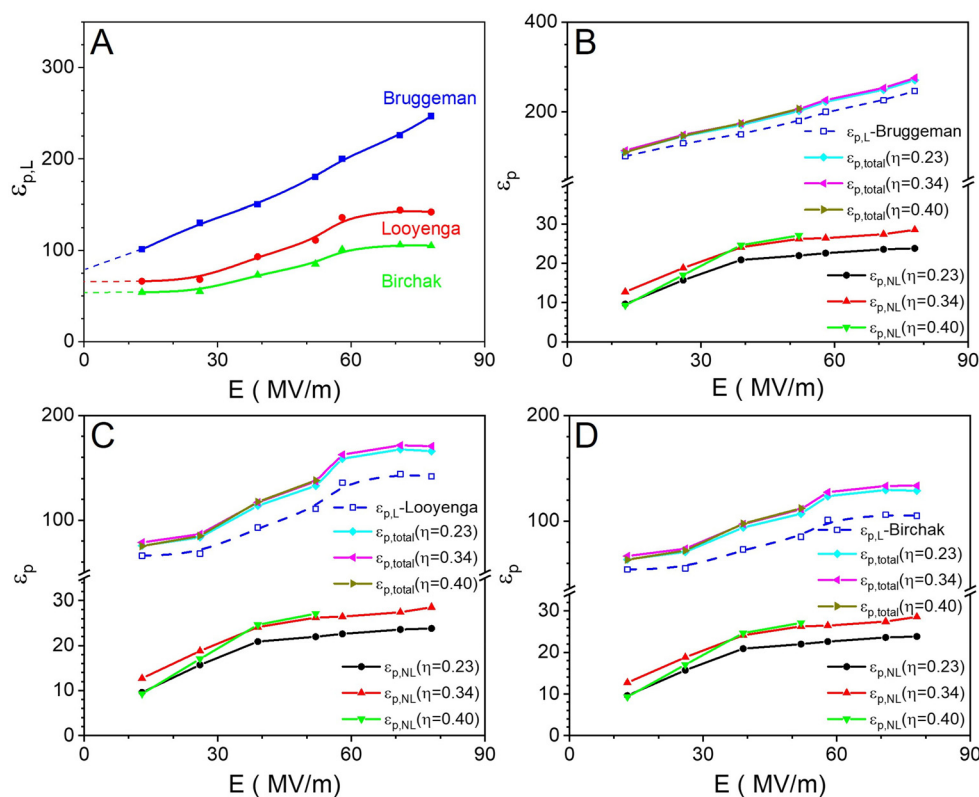 A
Bruggeman
Looyenga
Birchak
300
200
100
0
0
30
60
90
ε_p,L
E ( MV/m)
B
400
200
30
20
10
0
0
30
60
90
ε_p
E ( MV/m)
ε_p,L-Bruggeman
ε_p,total(η=0.23)
ε_p,total(η=0.34)
ε_p,total(η=0.40)
ε_p,NL(η=0.23)
ε_p,NL(η=0.34)
ε_p,NL(η=0.40)
C
200
100
30
20
10
0
0
30
60
90
ε_p
E ( MV/m)
ε_p,L-Looyenga
ε_p,total(η=0.23)
ε_p,total(η=0.34)
ε_p,total(η=0.40)
ε_p,NL(η=0.23)
ε_p,NL(η=0.34)
ε_p,NL(η=0.40)
D
200
100
30
20
10
0
0
30
60
90
ε_p
E ( MV/m)
ε_p,L-Birchak
ε_p,total(η=0.23)
ε_p,total(η=0.34)
ε_p,total(η=0.40)
ε_p,NL(η=0.23)
ε_p,NL(η=0.34)
ε_p,NL(η=0.40)